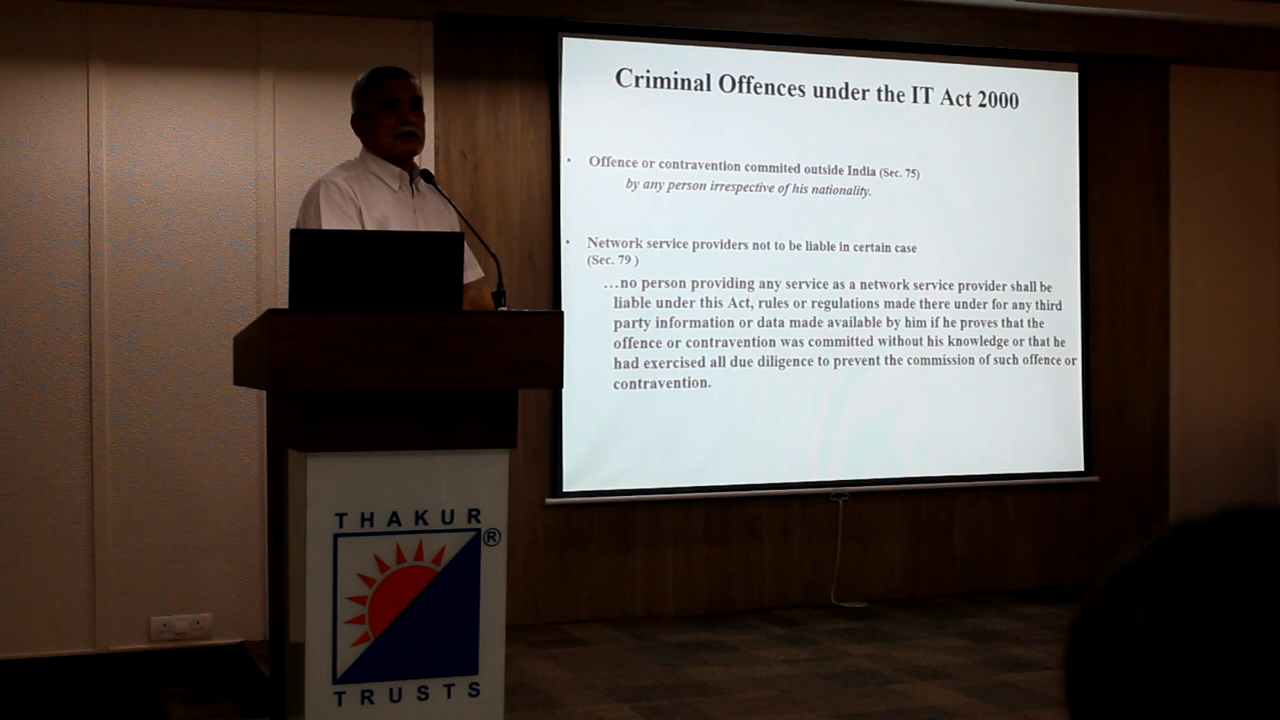 Criminal Offences under the IT Act 2000
• Offence or contravention commited outside India (Sec. 75)
by any person irrespective of his nationality.
• Network service providers not to be liable in certain case
(Sec. 79 )
…no person providing any service as a network service provider shall be
liable under this Act, rules or regulations made there under for any third
party information or data made available by him if he proves that the
offence or contravention was committed without his knowledge or that he
had exercised all due diligence to prevent the commission of such offence or
contravention.
THAKUR
®
TRUSTS